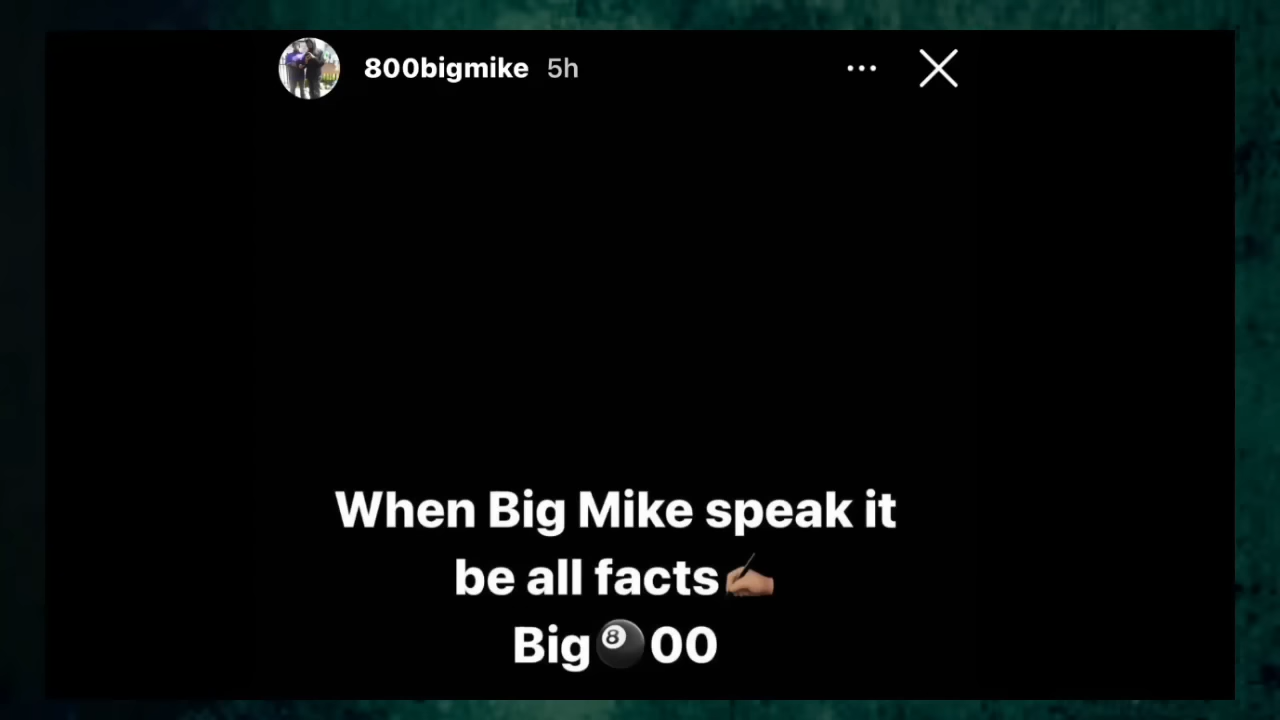 800bigmike 5h
When Big Mike speak it
be all facts✍🏽
Big🎱00